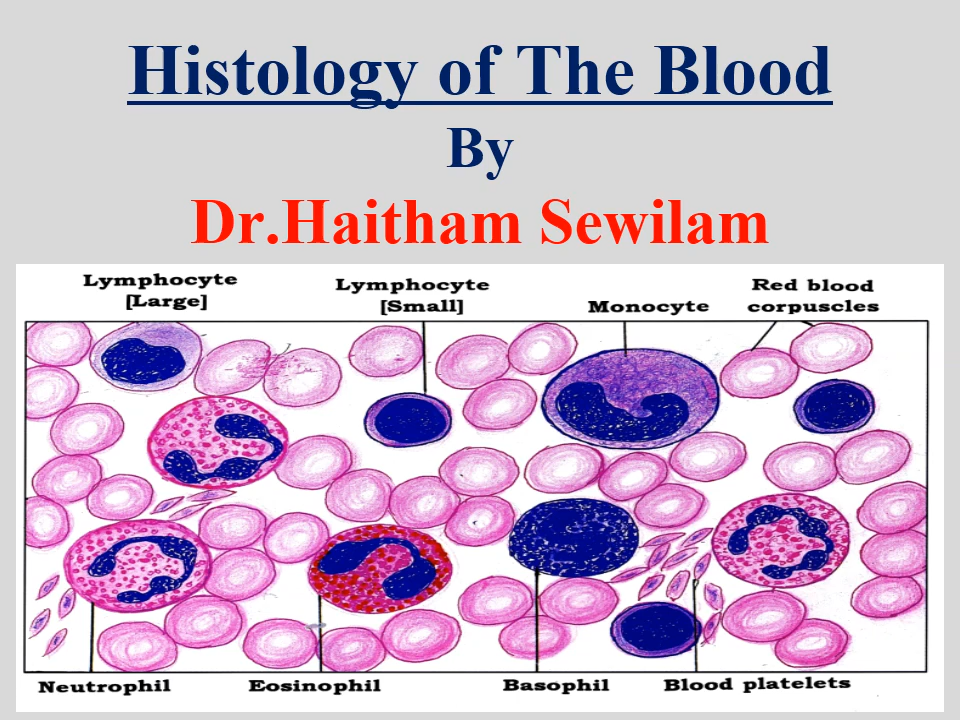 Histology of The Blood
By
Dr.Haitham Sewilam
Lymphocyte
[Large]
Lymphocyte
[Small]
Monocyte
Red blood
corpuscles
Neutrophil
Eosinophil
Basophil
Blood platelets